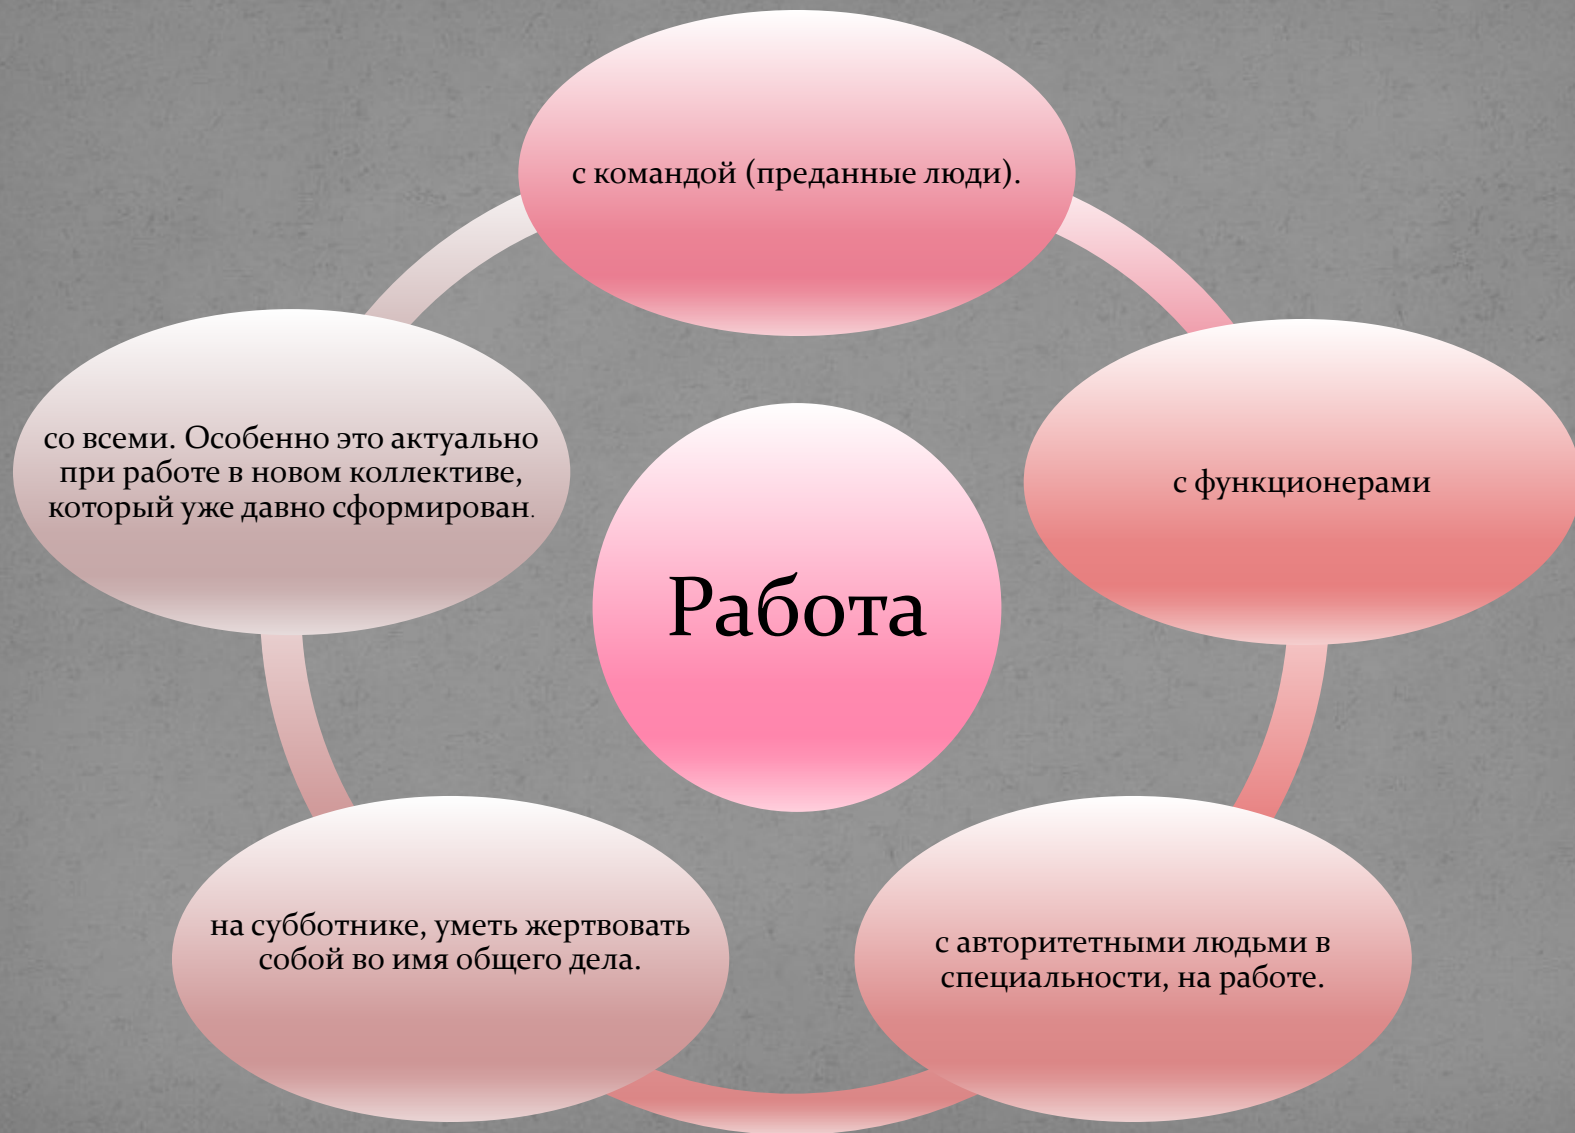 с командой (преданные люди).
с функционерами
с авторитетными людьми в
специальности, на работе.
на субботнике, уметь жертвовать
собой во имя общего дела.
со всеми. Особенно это актуально
при работе в новом коллективе,
который уже давно сформирован.
Работа